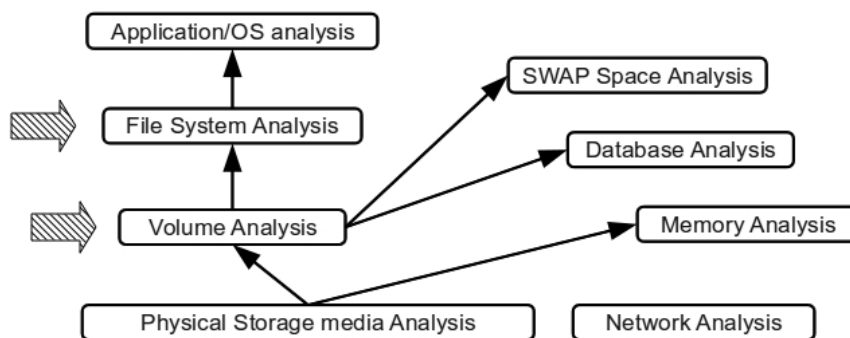 Application/OS analysis
SWAP Space Analysis
File System Analysis
Database Analysis
Volume Analysis
Memory Analysis
Physical Storage media Analysis
Network Analysis